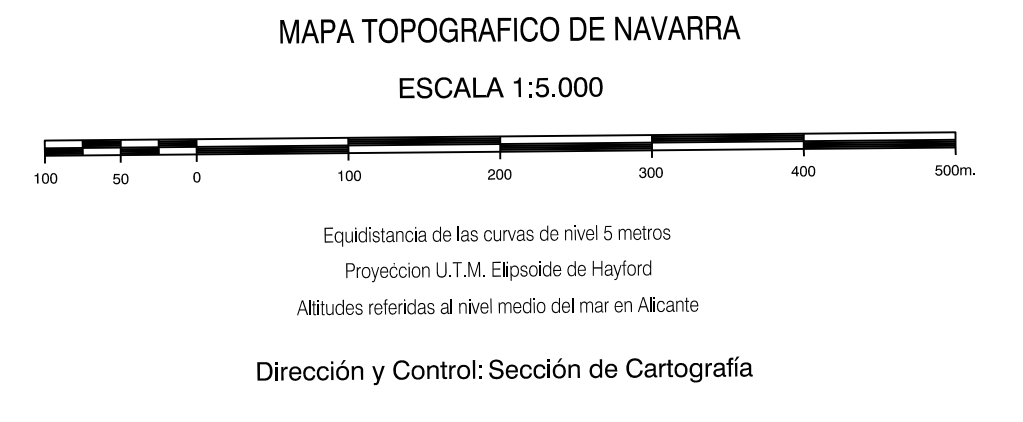 MAPA TOPOGRAFICO DE NAVARRA
ESCALA 1:5.000
100 50 0 100 200 300 400 500m.
Equidistancia de las curvas de nivel 5 metros
Proyeccion U.T.M. Elipsoide de Hayford
Altitudes referidas al nivel medio del mar en Alicante
Dirección y Control: Sección de Cartografía